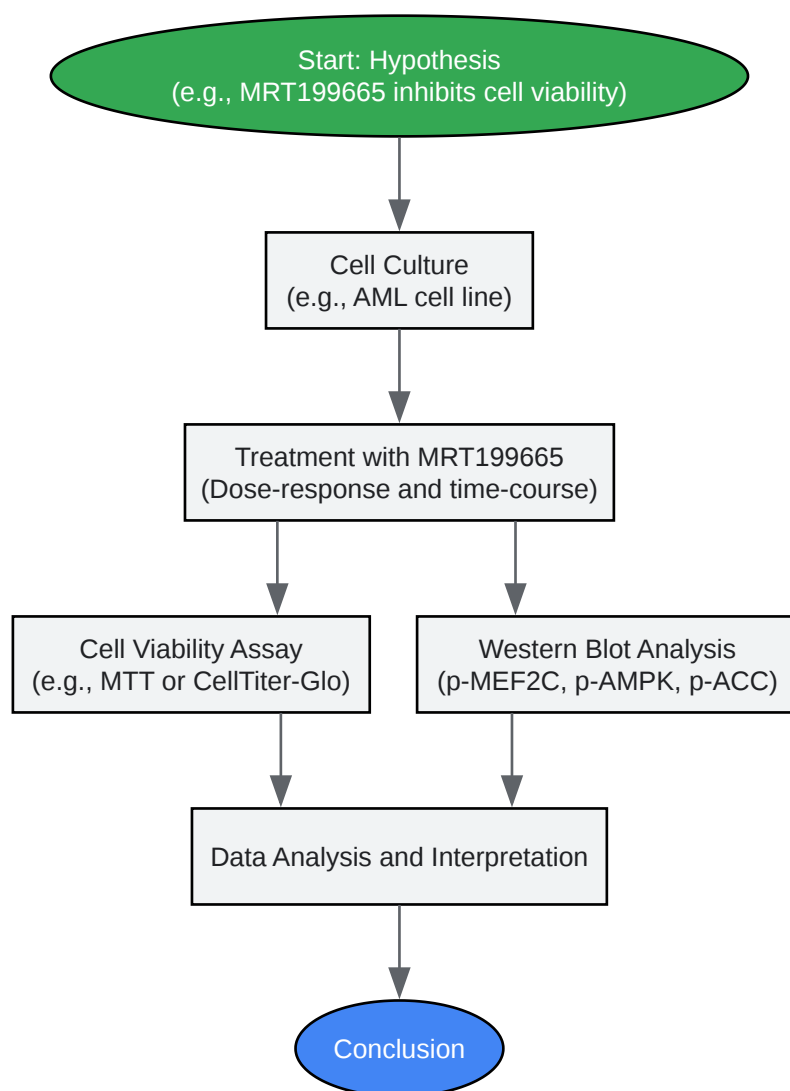 Start: Hypothesis
(e.g., MRT199665 inhibits cell viability)
Cell Culture
(e.g., AML cell line)
Treatment with MRT199665
(Dose-response and time-course)
Cell Viability Assay
(e.g., MTT or CellTiter-Glo)
Western Blot Analysis
(p-MEF2C, p-AMPK, p-ACC)
Data Analysis and Interpretation
Conclusion